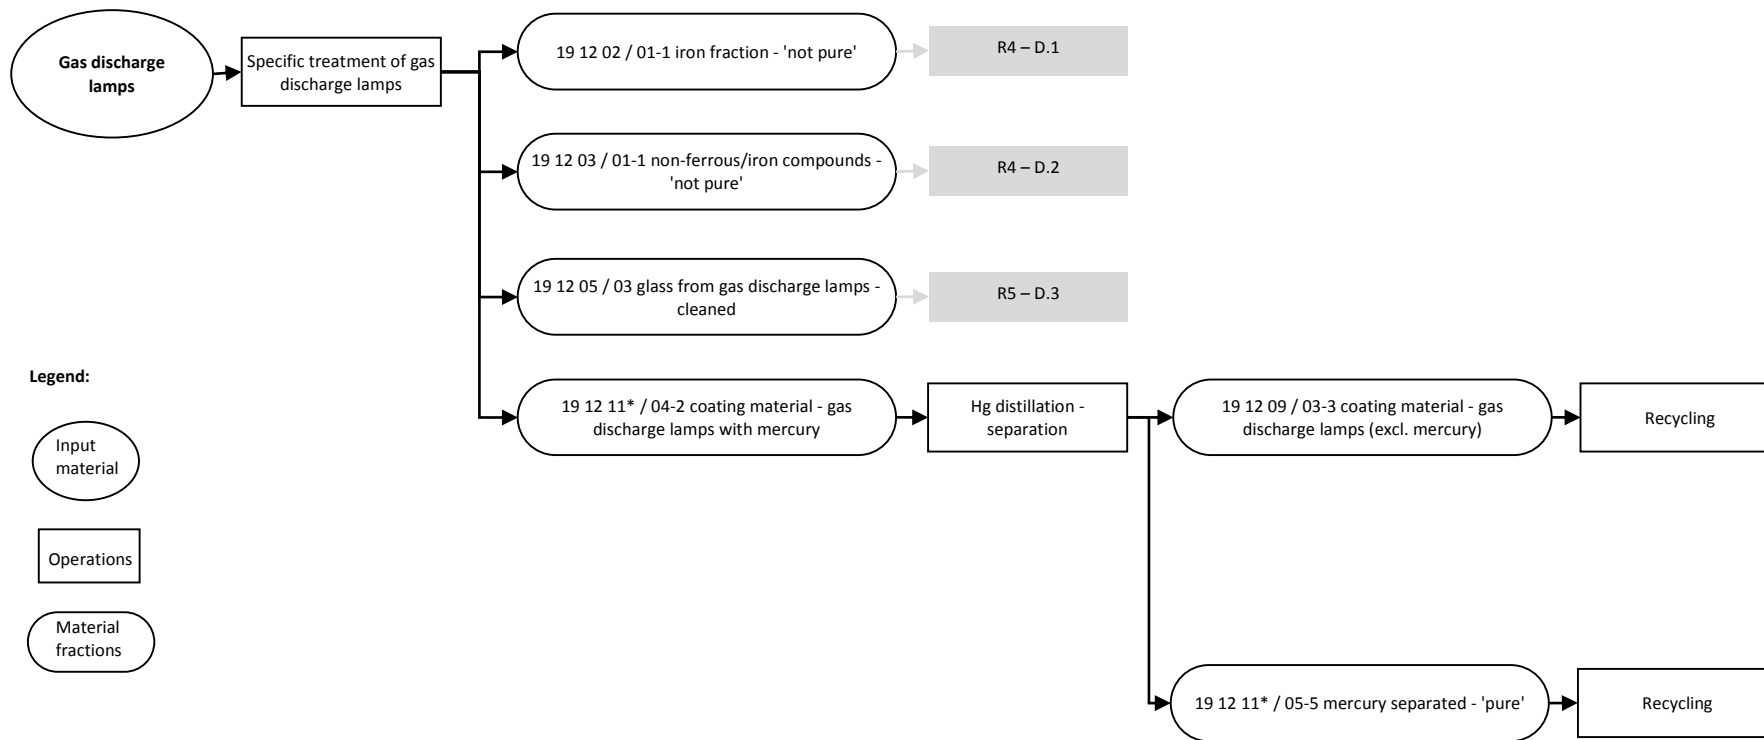 Gas discharge
lamps
Specific treatment of gas
discharge lamps
19 12 02 / 01-1 iron fraction - 'not pure'
R4 – D.1
19 12 03 / 01-1 non-ferrous/iron compounds -
'not pure'
R4 – D.2
19 12 05 / 03 glass from gas discharge lamps -
cleaned
R5 – D.3
19 12 11* / 04-2 coating material - gas
discharge lamps with mercury
Hg distillation -
separation
19 12 09 / 03-3 coating material - gas
discharge lamps (excl. mercury)
Recycling
19 12 11* / 05-5 mercury separated - 'pure'
Recycling
Legend:
Input
material
Operations
Material
fractions